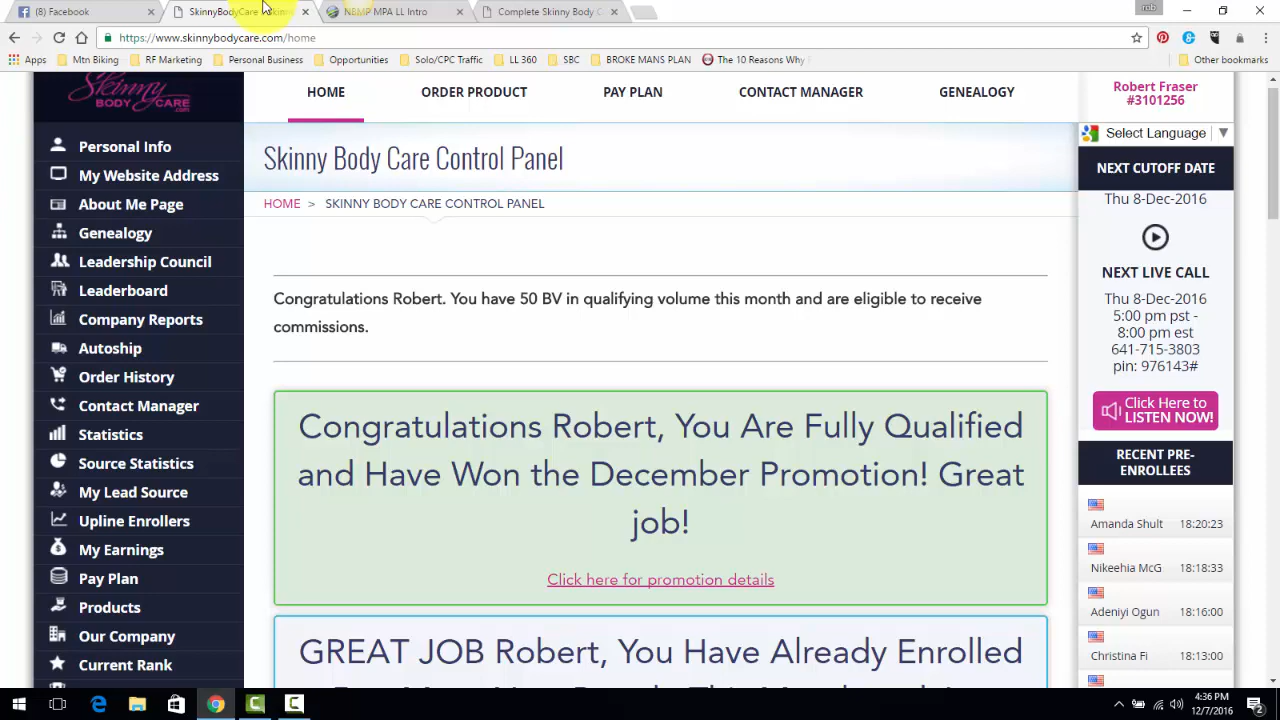 (8) Facebook
SkinnyBodyCare
NBMP MPA LL Intro
Complete Skinny Body C
rob
https://www.skinnybodycare.com/home
Apps
Mtn Biking
RF Marketing
Personal Business
Opportunities
Solo/CPC Traffic
LL 360
SBC
BROKE MANS PLAN
The 10 Reasons Why
Other bookmarks
Skinny
BODY CARE.com
HOME
ORDER PRODUCT
PAY PLAN
CONTACT MANAGER
GENEALOGY
Robert Fraser
#3101256
Personal Info
My Website Address
About Me Page
Genealogy
Leadership Council
Leaderboard
Company Reports
Autoship
Order History
Contact Manager
Statistics
Source Statistics
My Lead Source
Upline Enrollers
My Earnings
Pay Plan
Products
Our Company
Current Rank
Skinny Body Care Control Panel
HOME > SKINNY BODY CARE CONTROL PANEL
Congratulations Robert. You have 50 BV in qualifying volume this month and are eligible to receive
commissions.
Congratulations Robert, You Are Fully Qualified
and Have Won the December Promotion! Great
job!
Click here for promotion details
GREAT JOB Robert, You Have Already Enrolled
Select Language ▼
NEXT CUTOFF DATE
Thu 8-Dec-2016
NEXT LIVE CALL
Thu 8-Dec-2016
5:00 pm pst -
8:00 pm est
641-715-3803
pin: 976143#
Click Here to
LISTEN NOW!
RECENT PRE-
ENROLLEES
Amanda Shult 18:20:23
Nikeehia McG 18:18:33
Adeniyi Ogun 18:16:00
Christina Fi 18:13:00
4:36 PM
12/7/2016
2